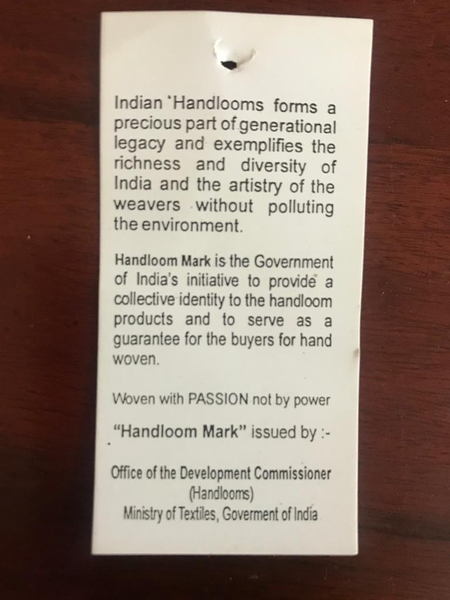 Indian 'Handlooms forms a
precious part of generational
legacy and exemplifies the
richness and diversity of
India and the artistry of the
weavers without polluting
the environment.
Handloom Mark is the Government
of India's initiative to provide a
collective identity to the handloom
products and to serve as a
guarantee for the buyers for hand
woven.
Woven with PASSION not by power
"Handloom Mark" issued by :-
Office of the Development Commissioner
(Handlooms)
Ministry of Textiles, Goverment of India